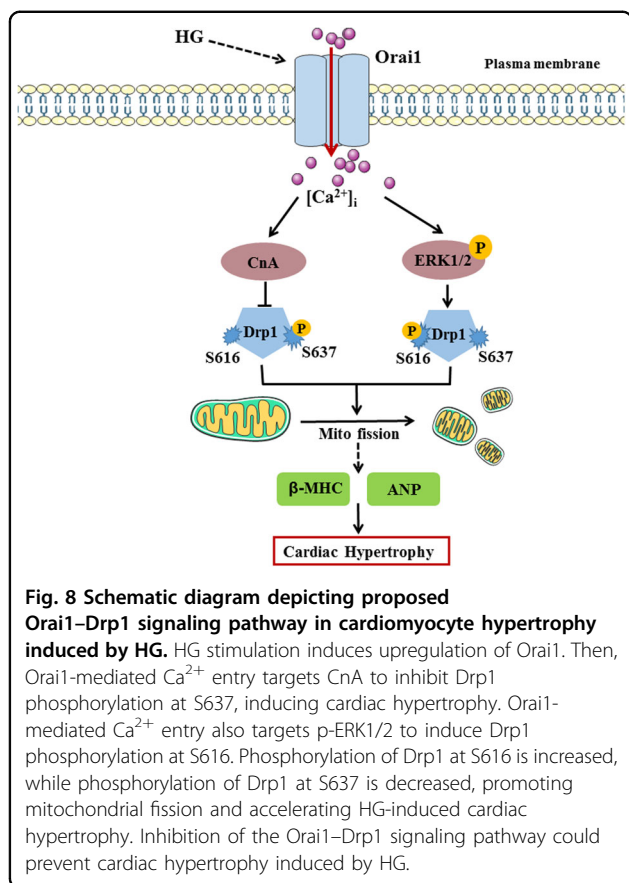 HG
Orai1
Plasma membrane
[Ca²⁺]ᵢ
CnA
ERK1/2
P
Drp1
P
S616
S637
P
Drp1
S616
S637
Mito fission
β-MHC
ANP
Cardiac Hypertrophy
Fig. 8 Schematic diagram depicting proposed
Orai1–Drp1 signaling pathway in cardiomyocyte hypertrophy
induced by HG. HG stimulation induces upregulation of Orai1. Then,
Orai1-mediated Ca²⁺ entry targets CnA to inhibit Drp1
phosphorylation at S637, inducing cardiac hypertrophy. Orai1-
mediated Ca²⁺ entry also targets p-ERK1/2 to induce Drp1
phosphorylation at S616. Phosphorylation of Drp1 at S616 is increased,
while phosphorylation of Drp1 at S637 is decreased, promoting
mitochondrial fission and accelerating HG-induced cardiac
hypertrophy. Inhibition of the Orai1–Drp1 signaling pathway could
prevent cardiac hypertrophy induced by HG.